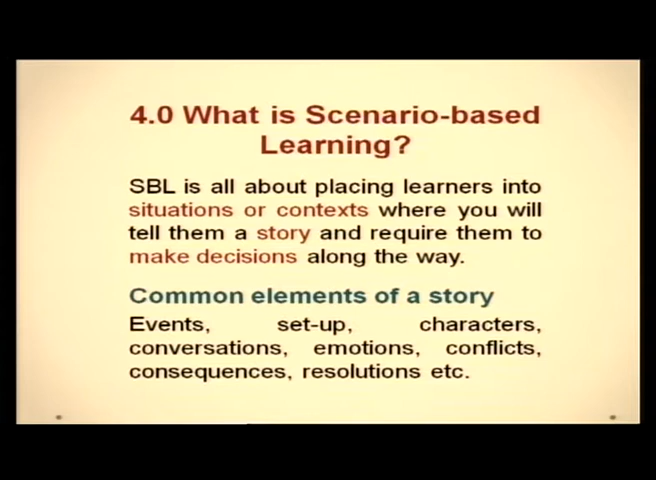 4.0 What is Scenario-based
Learning?
SBL is all about placing learners into
situations or contexts where you will
tell them a story and require them to
make decisions along the way.
Common elements of a story
Events, set-up, characters,
conversations, emotions, conflicts,
consequences, resolutions etc.